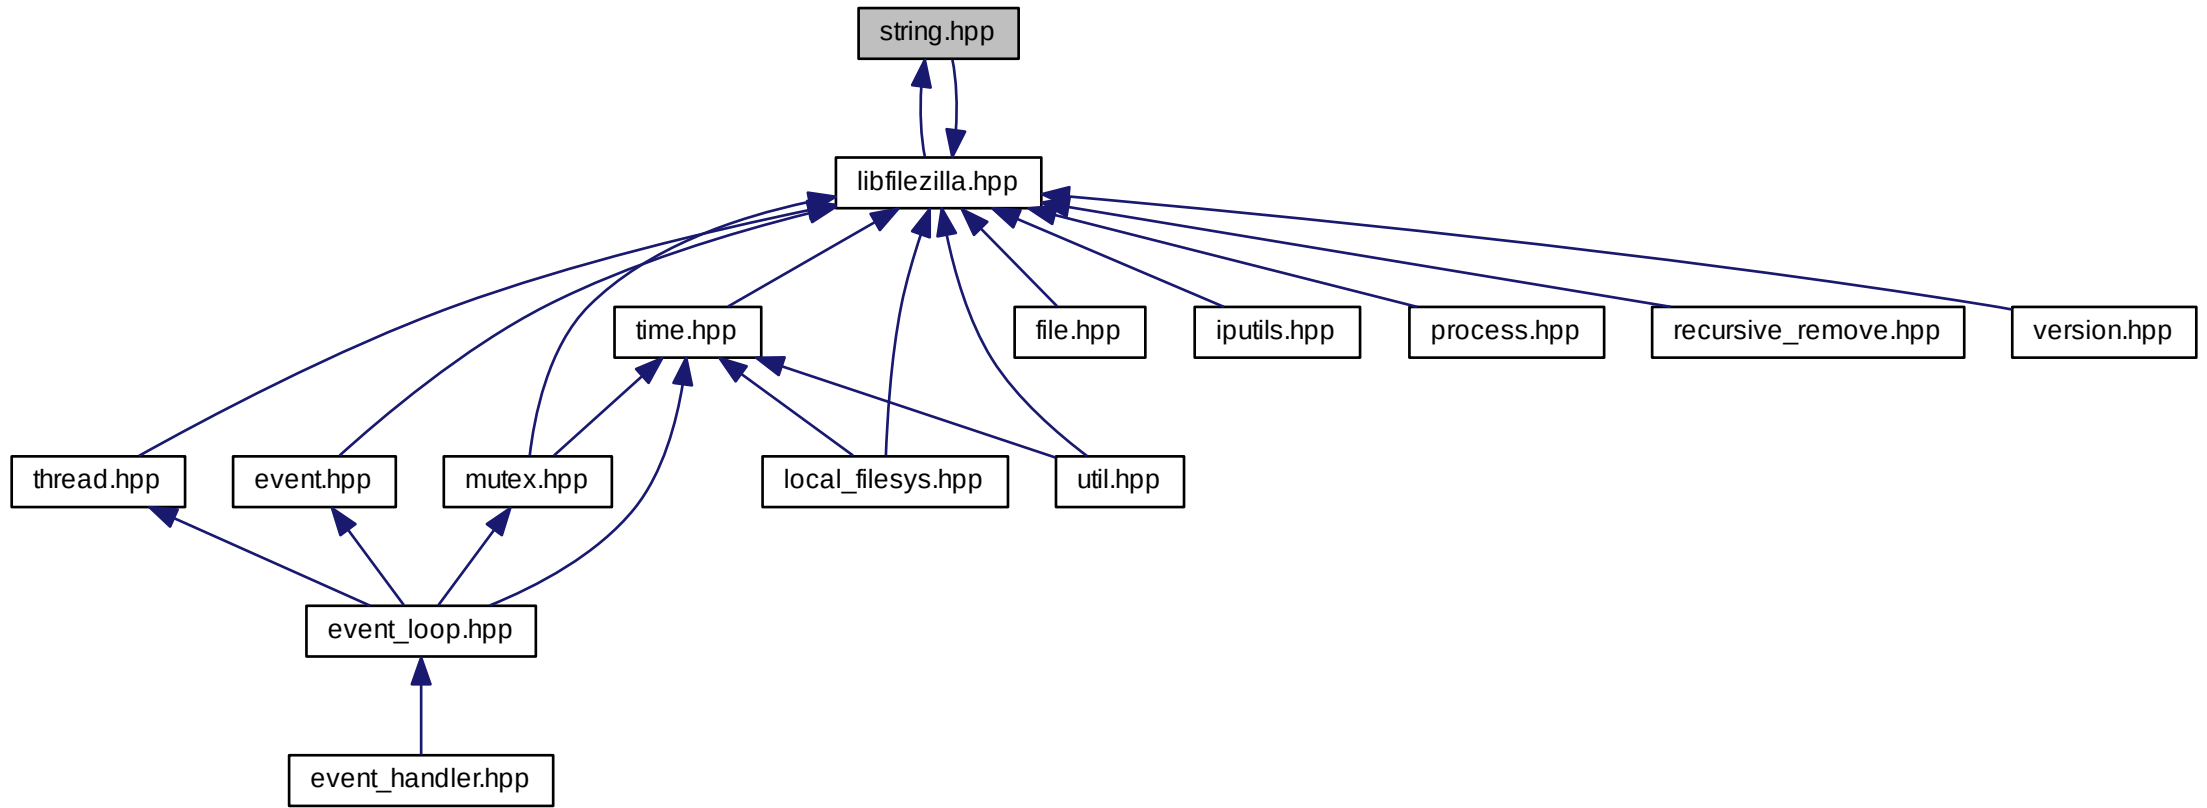 string.hpp
libfilezilla.hpp
time.hpp
file.hpp
iputils.hpp
process.hpp
recursive_remove.hpp
version.hpp
thread.hpp
event.hpp
mutex.hpp
local_filesys.hpp
util.hpp
event_loop.hpp
event_handler.hpp